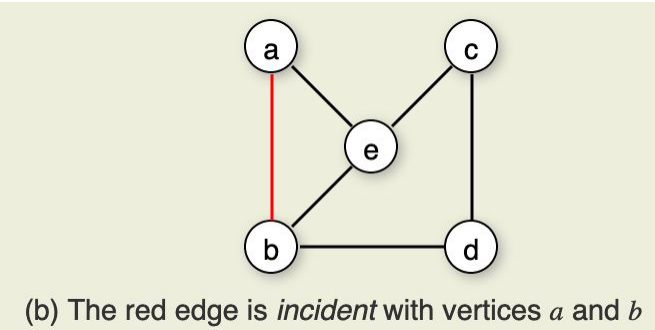 a
c
e
b
d
(b) The red edge is incident with vertices a and b